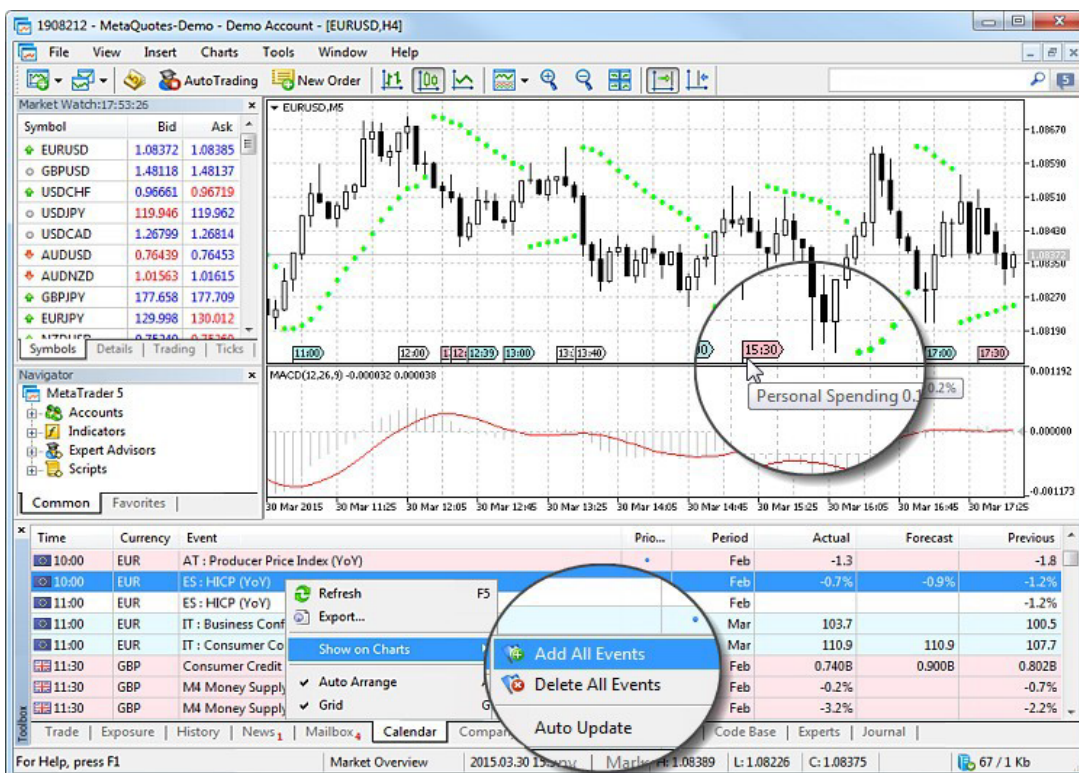 1908212 - MetaQuotes-Demo - Demo Account - [EURUSD,H4]
File View Insert Charts Tools Window Help
AutoTrading New Order 5
Market Watch:17:53:26
Symbol Bid Ask
EURUSD 1.08372 1.08385
GBPUSD 1.48118 1.48137
USDCHF 0.96661 0.96719
USDJPY 119.946 119.962
USDCAD 1.26799 1.26814
AUDUSD 0.76439 0.76453
AUDNZD 1.01563 1.01615
GBPJPY 177.658 177.709
EURJPY 129.998 130.012
Symbols Details Trading Ticks
Navigator
MetaTrader 5
Accounts
Indicators
Expert Advisors
Scripts
Common Favorites
EURUSD,M5
1.08670
1.08590
1.08510
1.08430
1.08372
1.08350
1.08270
1.08190
11:00 12:00 12:39 13:00 13:40 15:30 17:00 17:30
Personal Spending 0.1
0.2%
MACD(12,26,9) -0.000032 0.000038
0.001192
0.000000
-0.001173
30 Mar 2015 30 Mar 11:25 30 Mar 12:05 30 Mar 12:45 30 Mar 13:25 30 Mar 14:05 30 Mar 14:45 30 Mar 15:25 30 Mar 16:05 30 Mar 16:45 30 Mar 17:25
Time Currency Event Prio... Period Actual Forecast Previous
10:00 EUR AT : Producer Price Index (YoY) Feb -1.3 -1.8
10:00 EUR ES : HICP (YoY) Feb -0.7% -0.9% -1.2%
11:00 EUR ES : HICP (YoY) Feb -1.2%
11:00 EUR IT : Business Conf Mar 103.7 100.5
11:00 EUR IT : Consumer Co Mar 110.9 110.9 107.7
11:30 GBP Consumer Credit Feb 0.740B 0.900B 0.802B
11:30 GBP M4 Money Supply Feb -0.2% -0.7%
11:30 GBP M4 Money Supply Feb -3.2% -2.2%
Refresh F5
Export...
Show on Charts
Auto Arrange A
Grid G
Add All Events
Delete All Events
Auto Update
Toolbox
Trade Exposure History News 1 Mailbox 4 Calendar Compan Code Base Experts Journal
For Help, press F1 Market Overview 2015.03.30 H: 1.08389 L: 1.08226 C: 1.08375 67 / 1 Kb